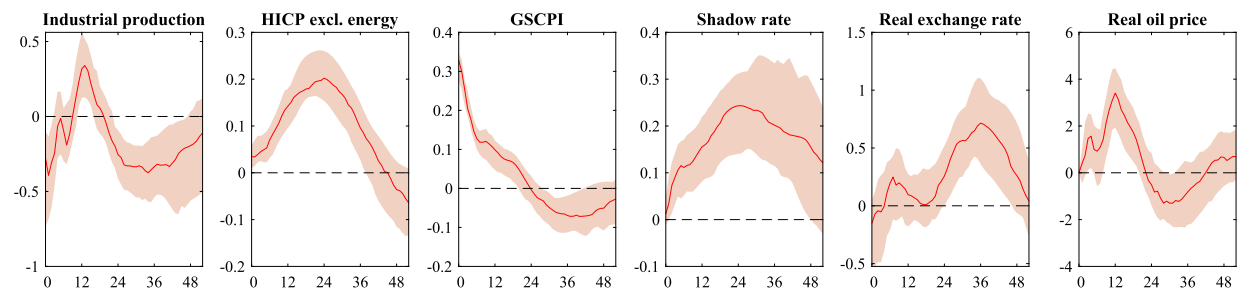 Industrial production
HICP excl. energy
GSCPI
Shadow rate
Real exchange rate
Real oil price
0.5
0
-0.5
-1
0 12 24 36 48
0.3
0.2
0.1
0
-0.1
-0.2
0 12 24 36 48
0.4
0.3
0.2
0.1
0
-0.1
-0.2
0 12 24 36 48
0.4
0.3
0.2
0.1
0
-0.1
0 12 24 36 48
1.5
1
0.5
0
-0.5
0 12 24 36 48
6
4
2
0
-2
-4
0 12 24 36 48